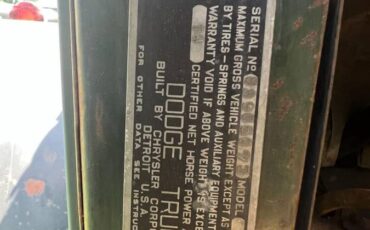 SERIAL Nº MODEL
MAXIMUM GROSS VEHICLE WEIGHT EXCEPT AS
BY TIRES - SPRINGS AND AUXILIARY EQUIPMENT
WARRANTY VOID IF ABOVE WEIGHT IS EXCE
CERTIFIED NET HORSE POWER
DODGE TRU
BUILT BY CHRYSLER CORP
DETROIT U.S.A.
FOR OTHER DATA SEE INSTRUC